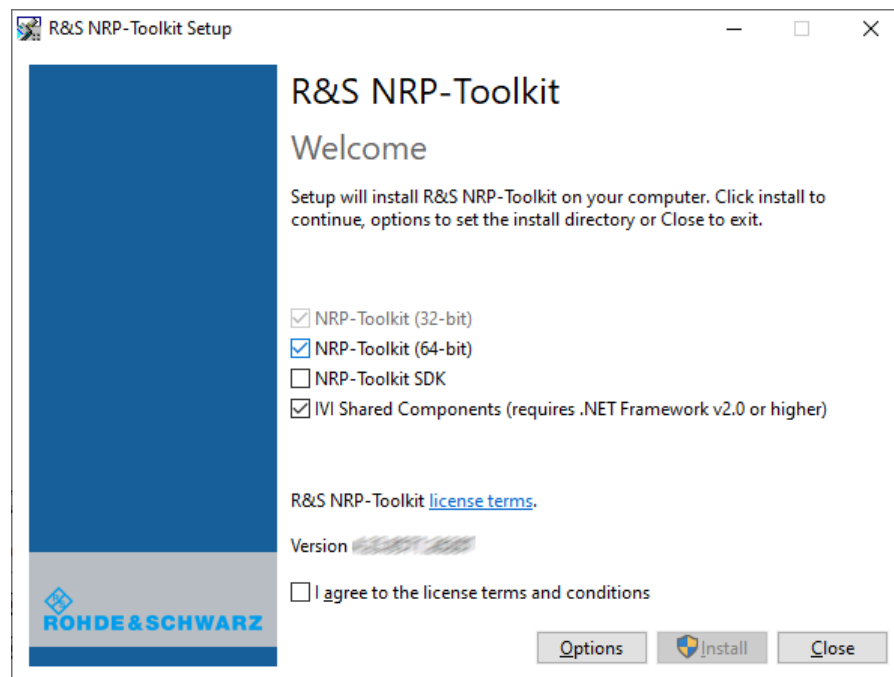 R&S NRP-Toolkit Setup
R&S NRP-Toolkit
Welcome
Setup will install R&S NRP-Toolkit on your computer. Click install to
continue, options to set the install directory or Close to exit.
NRP-Toolkit (32-bit)
NRP-Toolkit (64-bit)
NRP-Toolkit SDK
IVI Shared Components (requires .NET Framework v2.0 or higher)
R&S NRP-Toolkit license terms.
Version
I agree to the license terms and conditions
ROHDE&SCHWARZ
Options Install Close